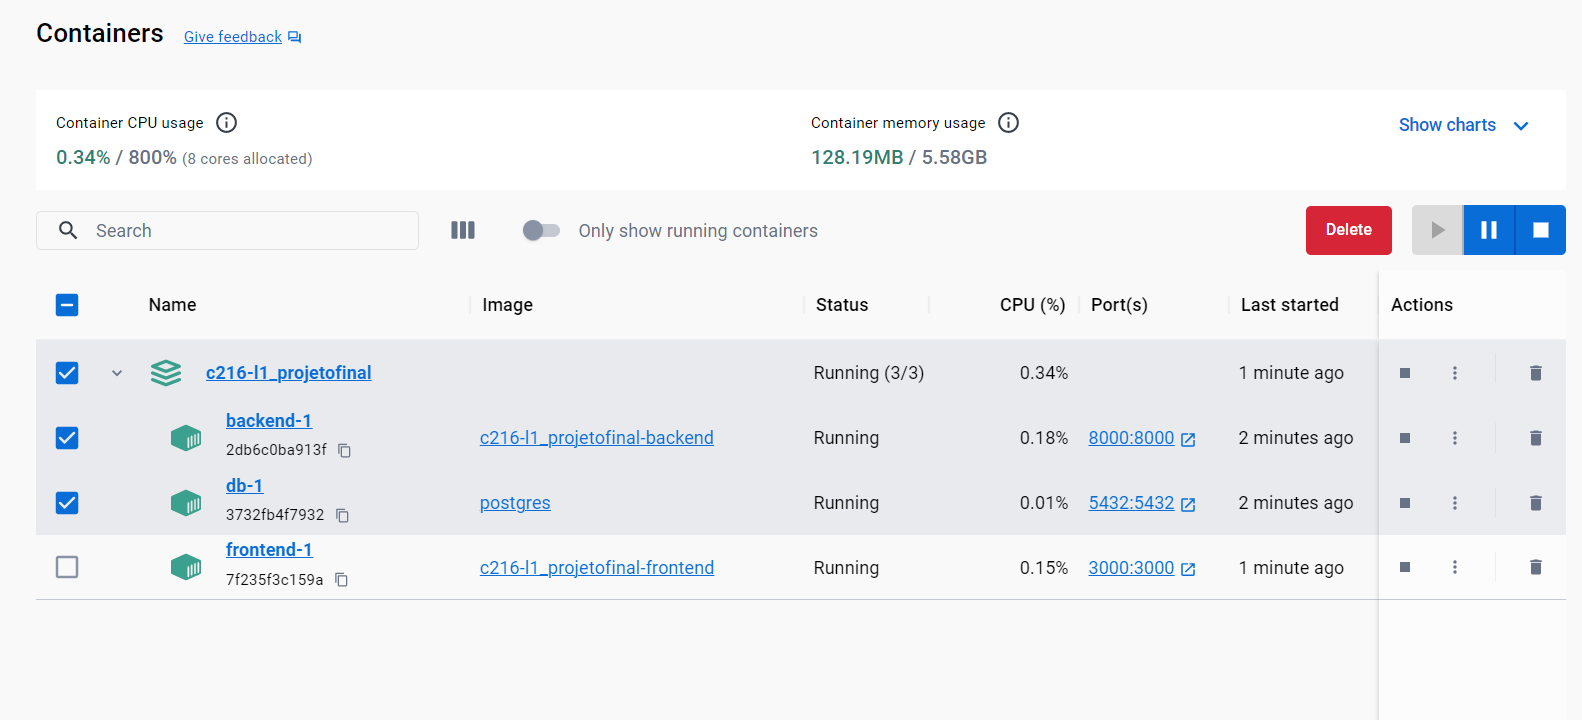 Containers Give feedback
Container CPU usage
0.34% / 800% (8 cores allocated)
Container memory usage
128.19MB / 5.58GB
Show charts
Search
Only show running containers
Delete
Name Image Status CPU (%) Port(s) Last started Actions
c216-l1_projetofinal Running (3/3) 0.34% 1 minute ago
backend-1
2db6c0ba913f
c216-l1_projetofinal-backend Running 0.18% 8000:8000 2 minutes ago
db-1
3732fb4f7932
postgres Running 0.01% 5432:5432 2 minutes ago
frontend-1
7f235f3c159a
c216-l1_projetofinal-frontend Running 0.15% 3000:3000 1 minute ago